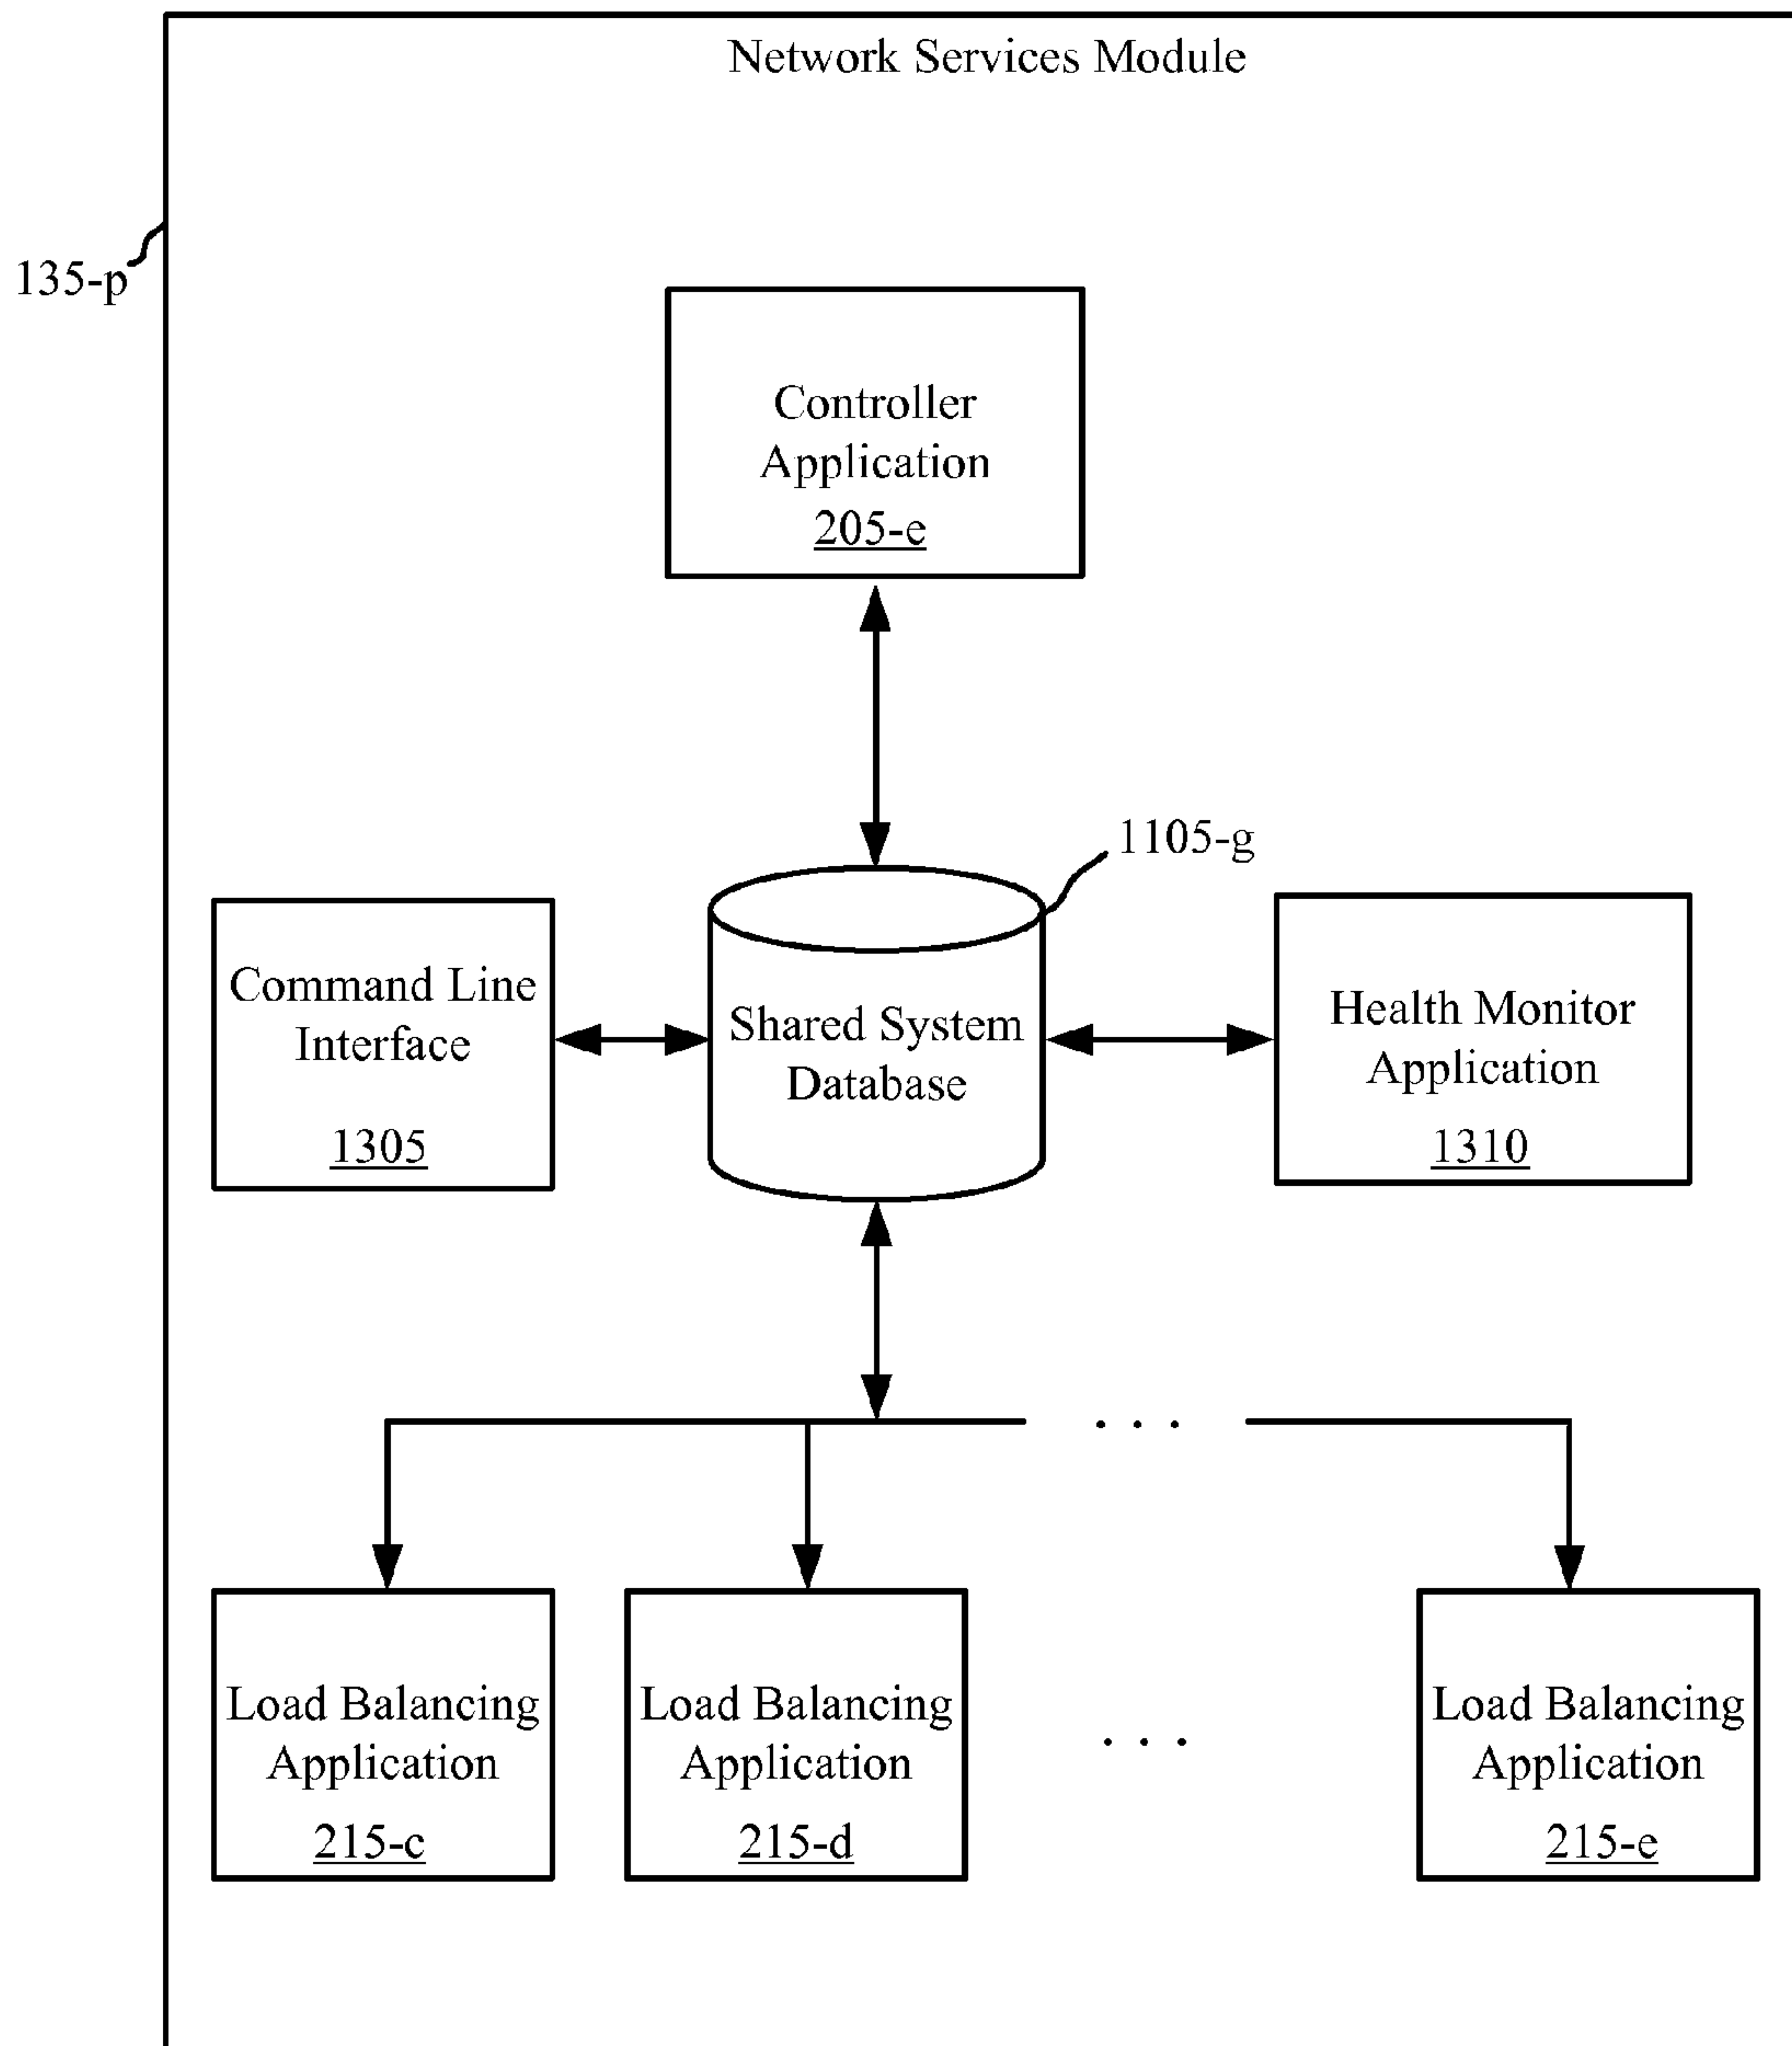 Network Services Module
135-p
Controller
Application
205-e
1105-g
Command Line
Interface
1305
Shared System
Database
Health Monitor
Application
1310
. . .
Load Balancing
Application
215-c
Load Balancing
Application
215-d
. . .
Load Balancing
Application
215-e